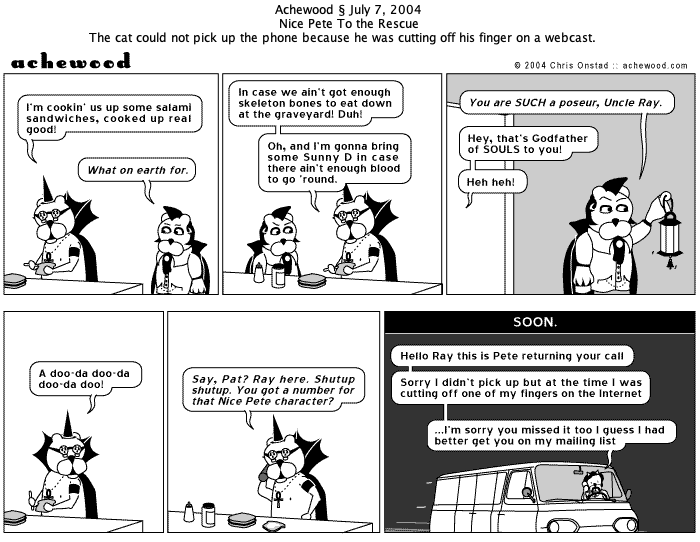 Achewood § July 7, 2004
Nice Pete To the Rescue
The cat could not pick up the phone because he was cutting off his finger on a webcast.
achewood
© 2004 Chris Onstad :: achewood.com
I'm cookin' us up some salami
sandwiches, cooked up real
good!
What on earth for.
In case we ain't got enough
skeleton bones to eat down
at the graveyard! Duh!
Oh, and I'm gonna bring
some Sunny D in case
there ain't enough blood
to go 'round.
You are SUCH a poseur, Uncle Ray.
Hey, that's Godfather
of SOULS to you!
Heh heh!
A doo-da doo-da
doo-da doo!
Say, Pat? Ray here. Shutup
shutup. You got a number for
that Nice Pete character?
SOON.
Hello Ray this is Pete returning your call
Sorry I didn't pick up but at the time I was
cutting off one of my fingers on the Internet
...I'm sorry you missed it too I guess I had
better get you on my mailing list